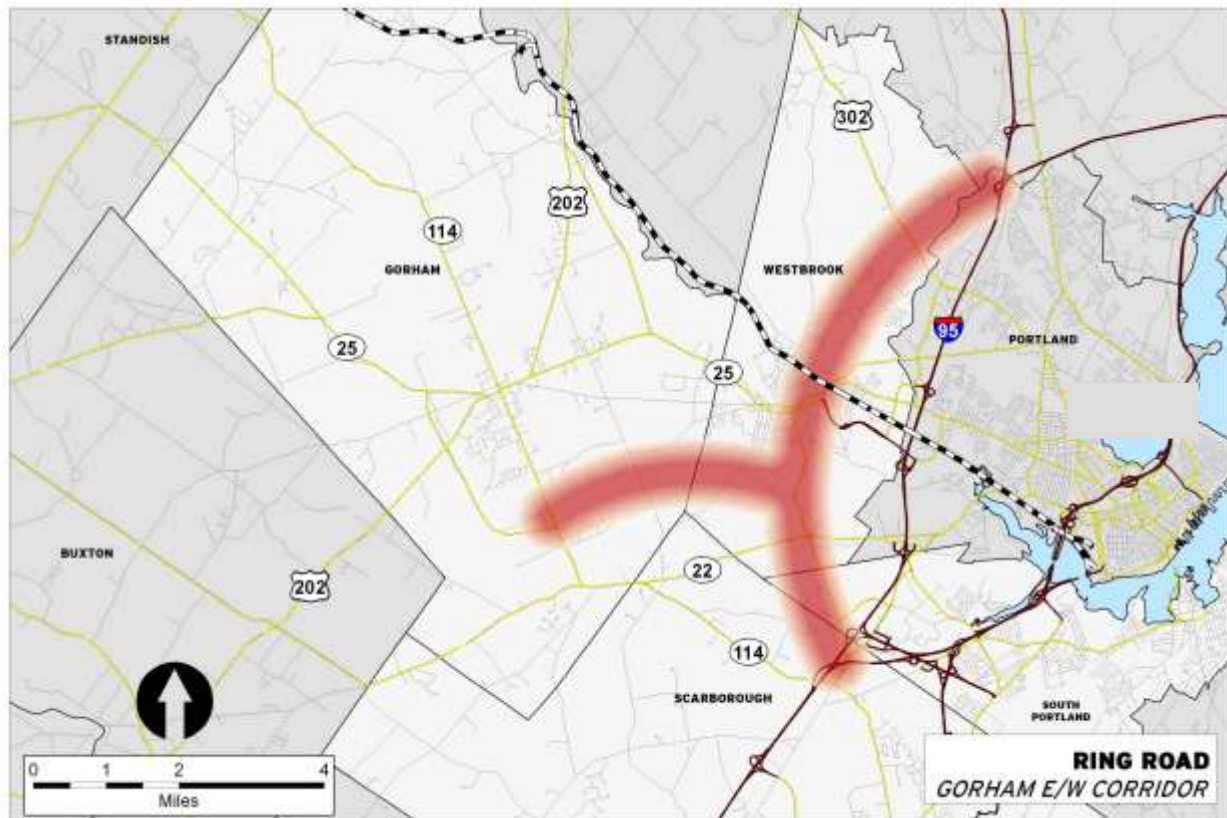 STANDISH
302
202
114
GORHAM
WESTBROOK
95
PORTLAND
25
25
BUXTON
202
22
114
SCARBOROUGH
SOUTH
PORTLAND
0 1 2 4
Miles
RING ROAD
GORHAM E/W CORRIDOR